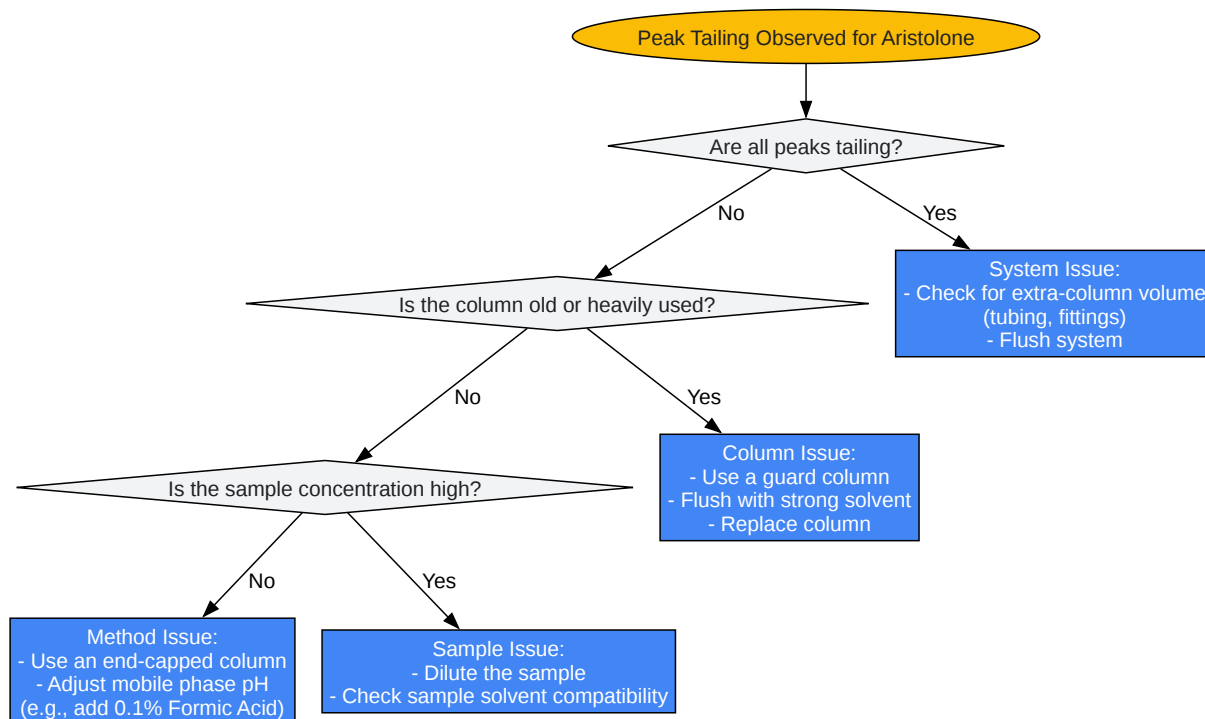 Peak Tailing Observed for Aristolone
Are all peaks tailing?
No
Yes
System Issue:
- Check for extra-column volume
(tubing, fittings)
- Flush system
Is the column old or heavily used?
No
Yes
Column Issue:
- Use a guard column
- Flush with strong solvent
- Replace column
Is the sample concentration high?
No
Yes
Method Issue:
- Use an end-capped column
- Adjust mobile phase pH
(e.g., add 0.1% Formic Acid)
Sample Issue:
- Dilute the sample
- Check sample solvent compatibility